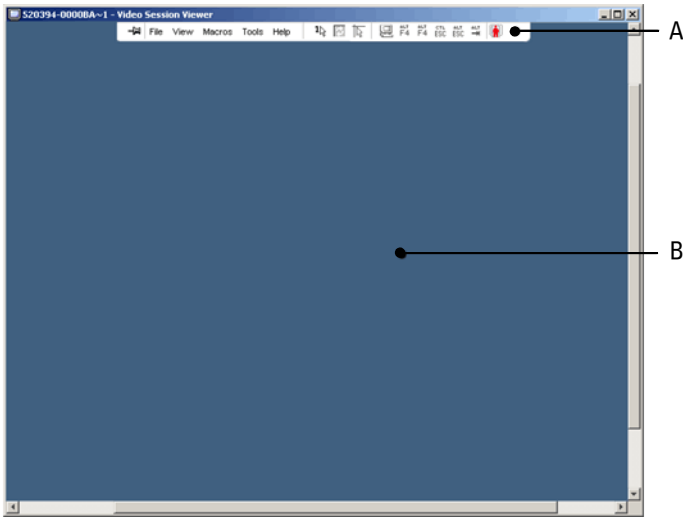 520394-0000BA~1 - Video Session Viewer
File View Macros Tools Help ALT F4 ALT F4 CTL ESC ALT ESC ALT
A
B